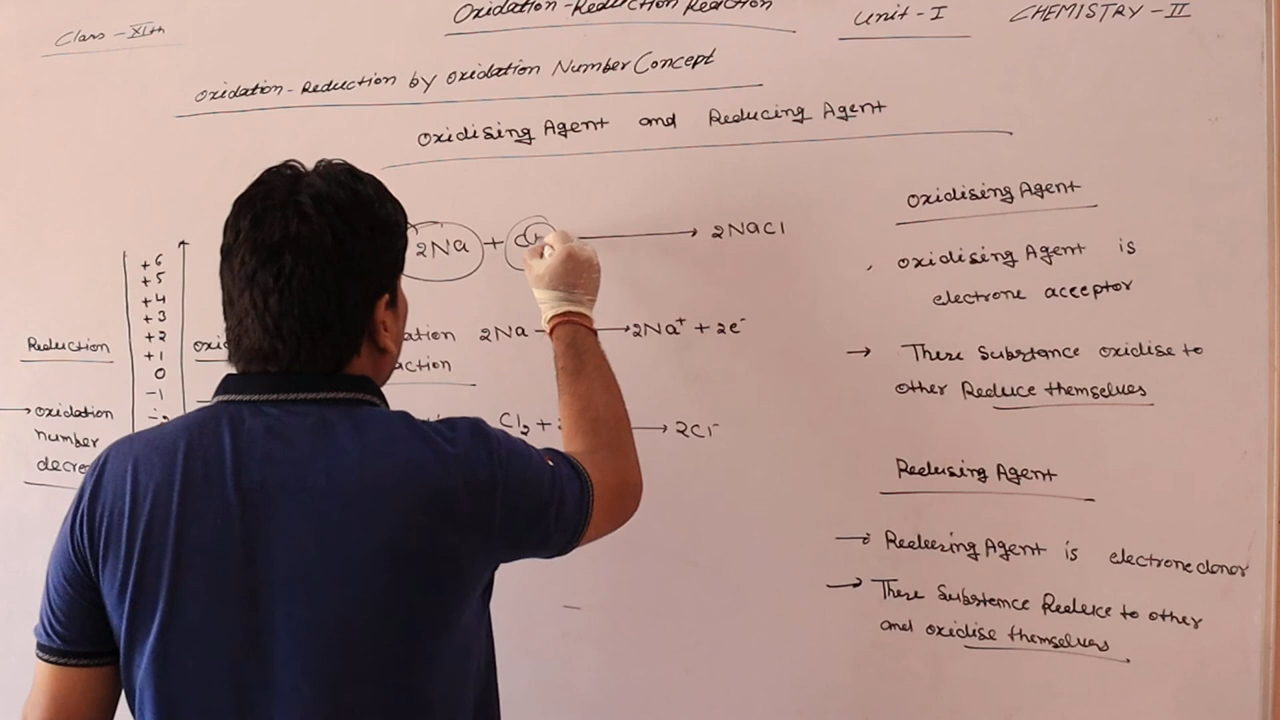 Class - XIth
Oxidation-Reduction Reaction
Unit - I
CHEMISTRY - II
Oxidation-Reduction by Oxidation Number Concept
Oxidising Agent and Reducing Agent
2Na + → 2NaCl
+6
+5
+4
+3
+2
+1
0
-1
Reduction
→ Oxidation
number
2Na → 2Na⁺ + 2e⁻
Cl₂ + → 2Cl⁻
Oxidising Agent
Oxidising Agent is
electrone acceptor
→ These Substance oxidise to
other Reduce themselves
Reducing Agent
→ Reducing Agent is electrone donor
→ These Substence Reduce to other
and oxidise themselves